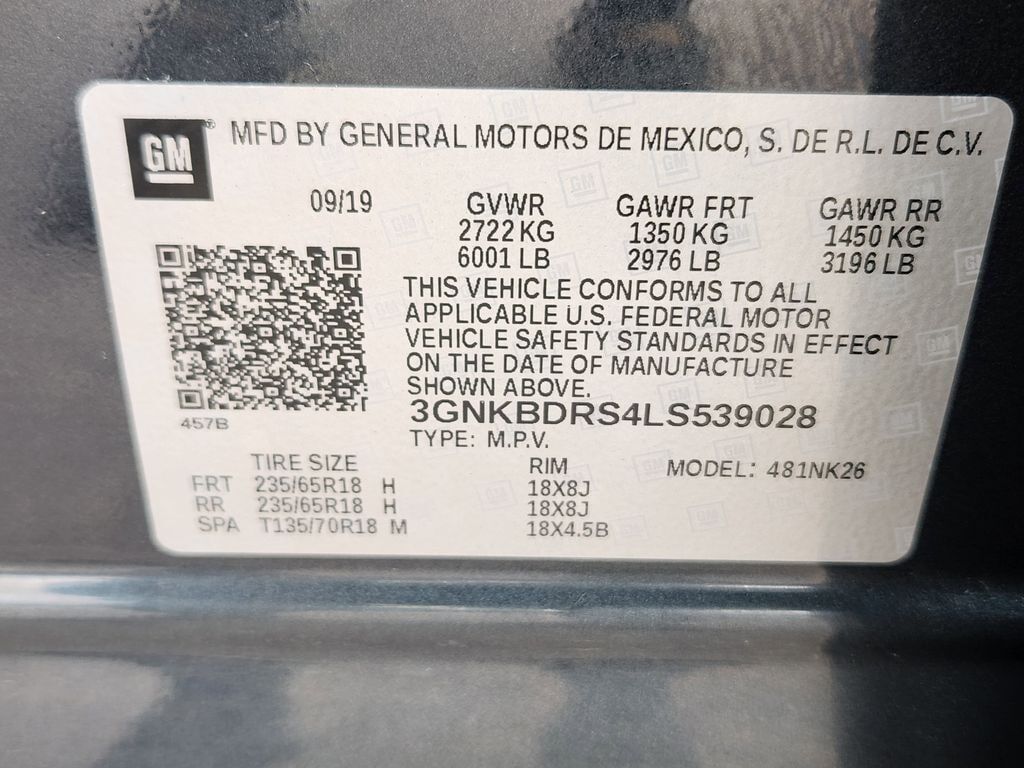 GM® MFD BY GENERAL MOTORS DE MEXICO, S. DE R.L. DE C.V.
09/19 GVWR GAWR FRT GAWR RR
2722 KG 1350 KG 1450 KG
6001 LB 2976 LB 3196 LB
THIS VEHICLE CONFORMS TO ALL
APPLICABLE U.S. FEDERAL MOTOR
VEHICLE SAFETY STANDARDS IN EFFECT
ON THE DATE OF MANUFACTURE
SHOWN ABOVE.
3GNKBDRS4LS539028
457B
TYPE: M.P.V.
TIRE SIZE RIM MODEL: 481NK26
FRT 235/65R18 H 18X8J
RR 235/65R18 H 18X8J
SPA T135/70R18 M 18X4.5B